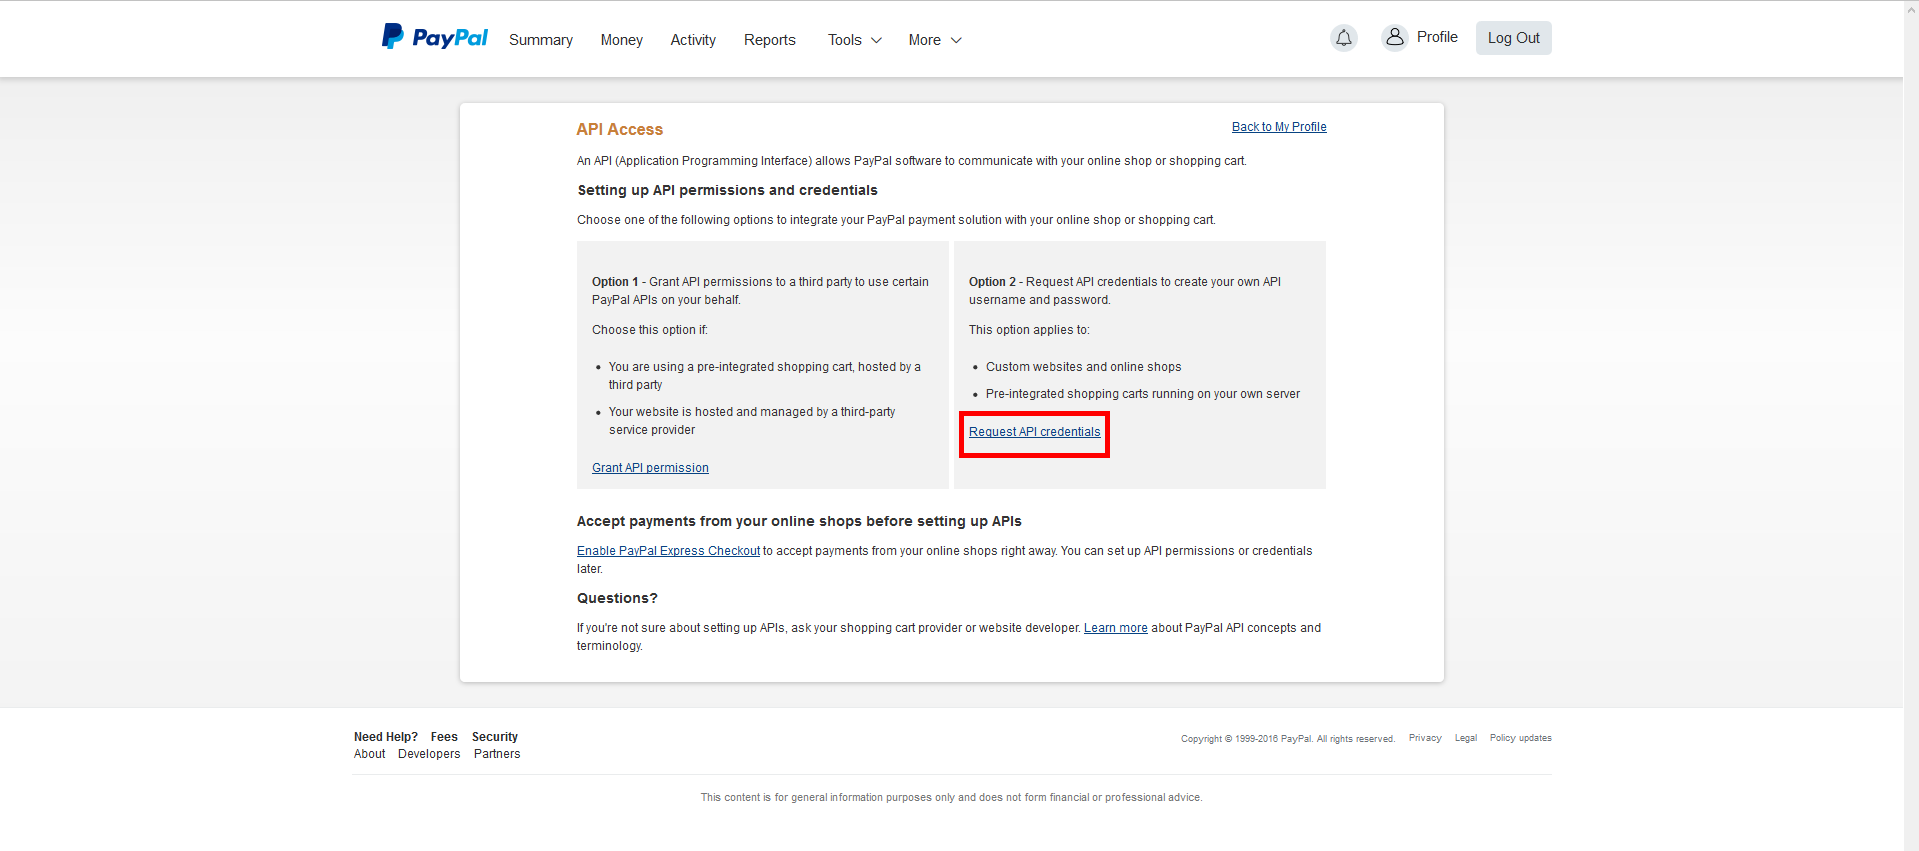 PayPal Summary Money Activity Reports Tools More Profile Log Out
API Access
Back to My Profile
An API (Application Programming Interface) allows PayPal software to communicate with your online shop or shopping cart.
Setting up API permissions and credentials
Choose one of the following options to integrate your PayPal payment solution with your online shop or shopping cart.
Option 1 - Grant API permissions to a third party to use certain
PayPal APIs on your behalf.
Choose this option if:
• You are using a pre-integrated shopping cart, hosted by a
third party
• Your website is hosted and managed by a third-party
service provider
Grant API permission
Option 2 - Request API credentials to create your own API
username and password.
This option applies to:
• Custom websites and online shops
• Pre-integrated shopping carts running on your own server
Request API credentials
Accept payments from your online shops before setting up APIs
Enable PayPal Express Checkout to accept payments from your online shops right away. You can set up API permissions or credentials
later.
Questions?
If you're not sure about setting up APIs, ask your shopping cart provider or website developer. Learn more about PayPal API concepts and
terminology.
Need Help? Fees Security
About Developers Partners
Copyright © 1999-2016 PayPal. All rights reserved. Privacy Legal Policy updates
This content is for general information purposes only and does not form financial or professional advice.